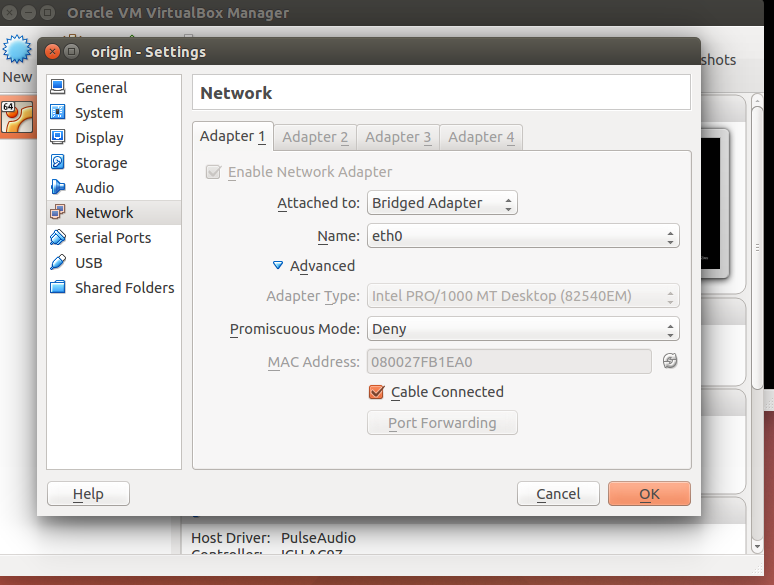 Oracle VM VirtualBox Manager
origin - Settings
New
shots
64
General
System
Display
Storage
Audio
Network
Serial Ports
USB
Shared Folders
Network
Adapter 1 Adapter 2 Adapter 3 Adapter 4
Enable Network Adapter
Attached to: Bridged Adapter
Name: eth0
Advanced
Adapter Type: Intel PRO/1000 MT Desktop (82540EM)
Promiscuous Mode: Deny
MAC Address: 080027FB1EA0
Cable Connected
Port Forwarding
Help Cancel OK
Host Driver: PulseAudio
Controller: ICH AC97